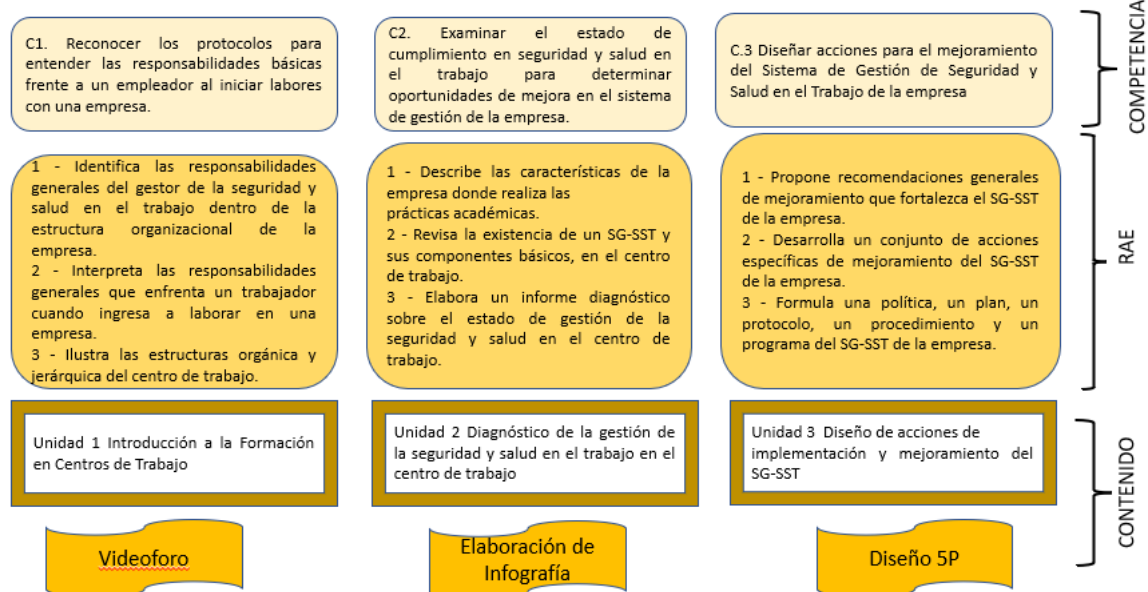 C1. Reconocer los protocolos para
entender las responsabilidades básicas
frente a un empleador al iniciar labores
con una empresa.
C2. Examinar el estado de
cumplimiento en seguridad y salud en
el trabajo para determinar
oportunidades de mejora en el sistema
de gestión de la empresa.
C.3 Diseñar acciones para el mejoramiento
del Sistema de Gestión de Seguridad y
Salud en el Trabajo de la empresa
COMPETENCIA
1 - Identifica las responsabilidades
generales del gestor de la seguridad y
salud en el trabajo dentro de la
estructura organizacional de la
empresa.
2 - Interpreta las responsabilidades
generales que enfrenta un trabajador
cuando ingresa a laborar en una
empresa.
3 - Ilustra las estructuras orgánica y
jerárquica del centro de trabajo.
1 - Describe las características de la
empresa donde realiza las
prácticas académicas.
2 - Revisa la existencia de un SG-SST y
sus componentes básicos, en el centro
de trabajo.
3 - Elabora un informe diagnóstico
sobre el estado de gestión de la
seguridad y salud en el centro de
trabajo.
1 - Propone recomendaciones generales
de mejoramiento que fortalezca el SG-SST
de la empresa.
2 - Desarrolla un conjunto de acciones
específicas de mejoramiento del SG-SST
de la empresa.
3 - Formula una política, un plan, un
protocolo, un procedimiento y un
programa del SG-SST de la empresa.
RAE
Unidad 1 Introducción a la Formación
en Centros de Trabajo
Unidad 2 Diagnóstico de la gestión de
la seguridad y salud en el trabajo en el
centro de trabajo
Unidad 3 Diseño de acciones de
implementación y mejoramiento del
SG-SST
CONTENIDO
Videoforo
Elaboración de
Infografía
Diseño 5P